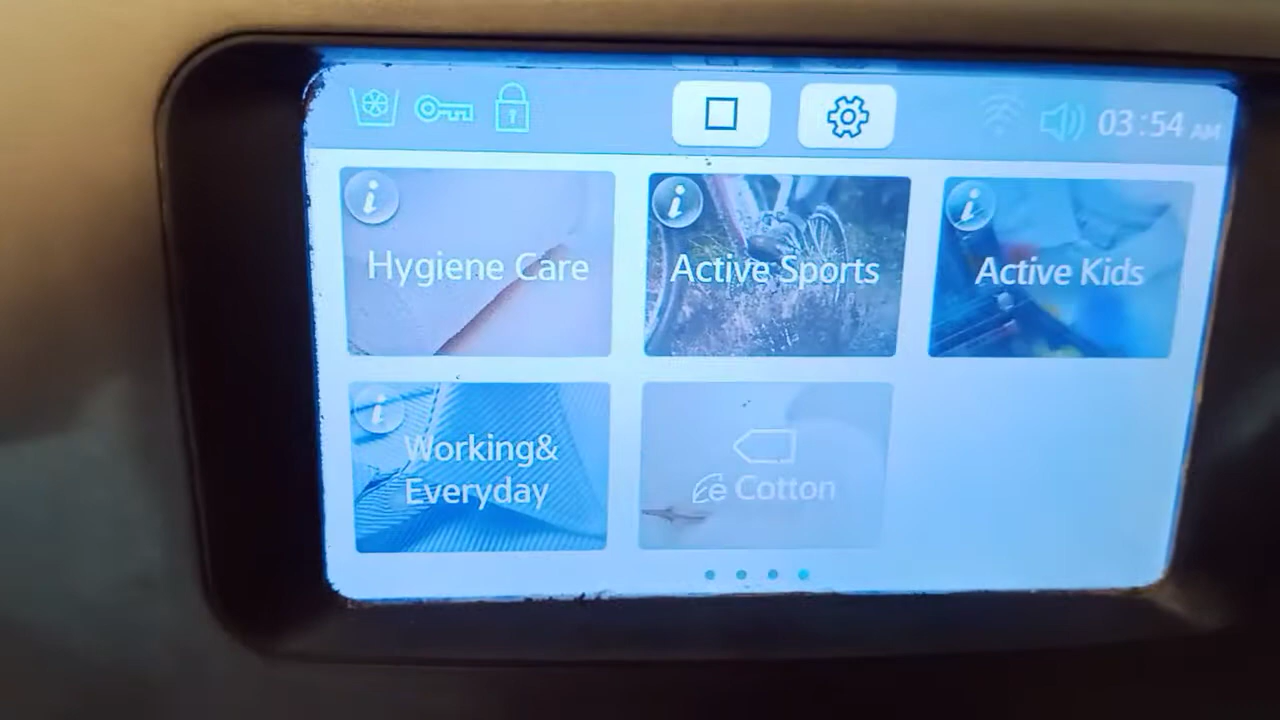 03:54 AM
i
Hygiene Care
i
Active Sports
i
Active Kids
i
Working&
Everyday
e Cotton